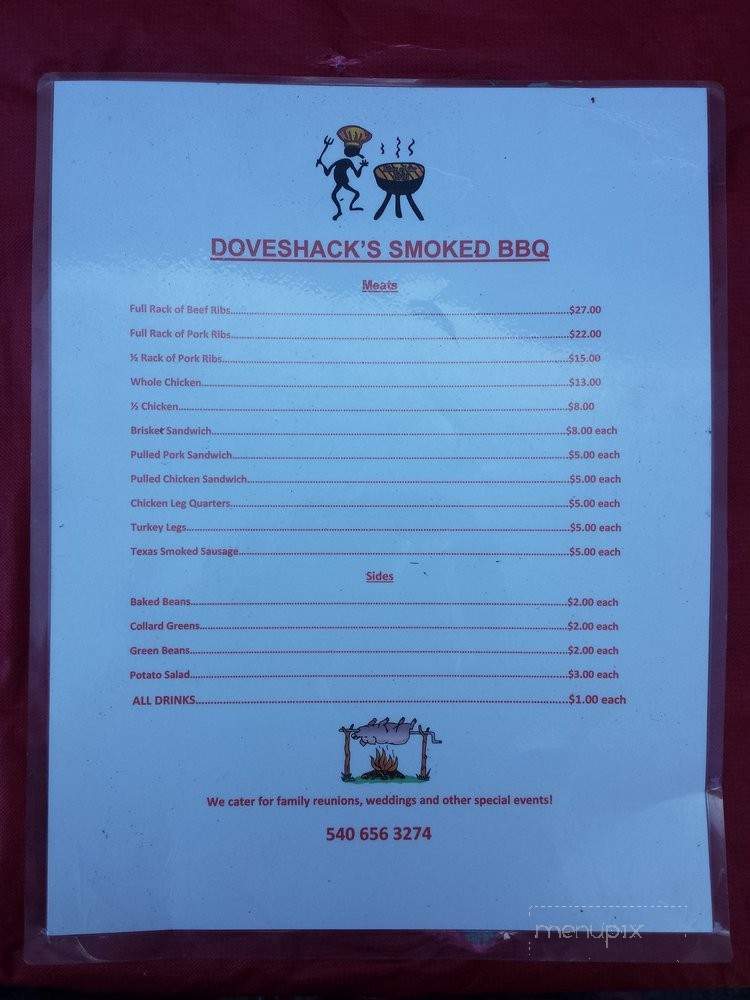 DOVESHACK'S SMOKED BBQ
Meats
Full Rack of Beef Ribs....................$27.00
Full Rack of Pork Ribs....................$22.00
½ Rack of Pork Ribs....................$15.00
Whole Chicken....................$13.00
½ Chicken....................$8.00
Brisket Sandwich....................$8.00 each
Pulled Pork Sandwich....................$5.00 each
Pulled Chicken Sandwich....................$5.00 each
Chicken Leg Quarters....................$5.00 each
Turkey Legs....................$5.00 each
Texas Smoked Sausage....................$5.00 each
Sides
Baked Beans....................$2.00 each
Collard Greens....................$2.00 each
Green Beans....................$2.00 each
Potato Salad....................$3.00 each
ALL DRINKS....................$1.00 each
We cater for family reunions, weddings and other special events!
540 656 3274
menupix